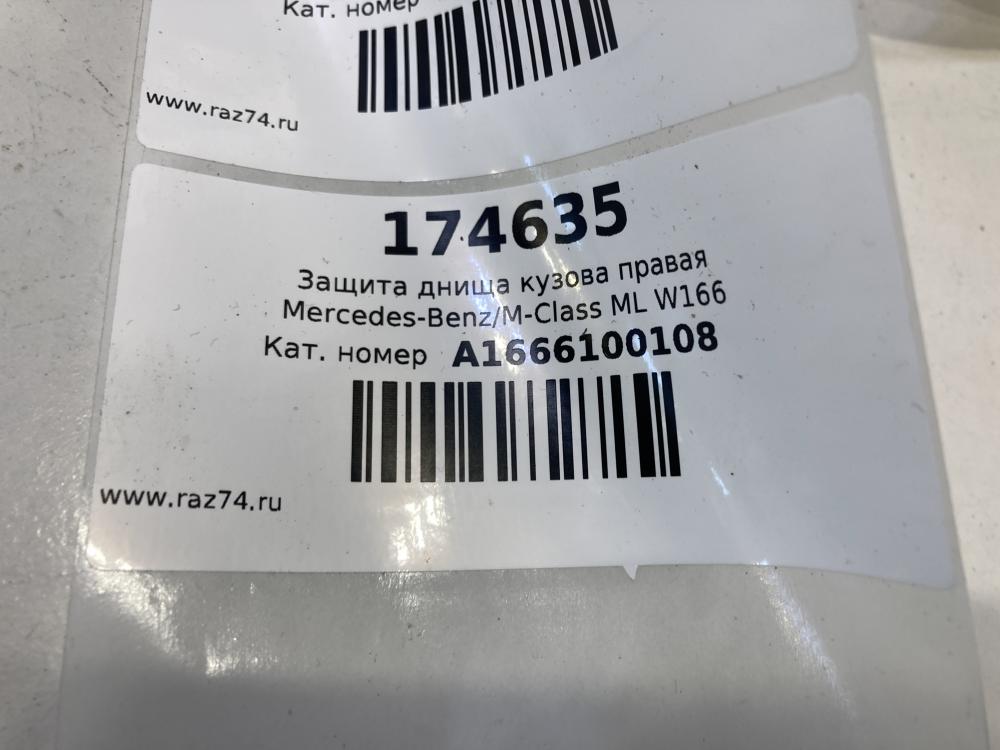 Кат. номер
www.raz74.ru
174635
Защита днища кузова правая
Mercedes-Benz/M-Class ML W166
Кат. номер A1666100108
www.raz74.ru